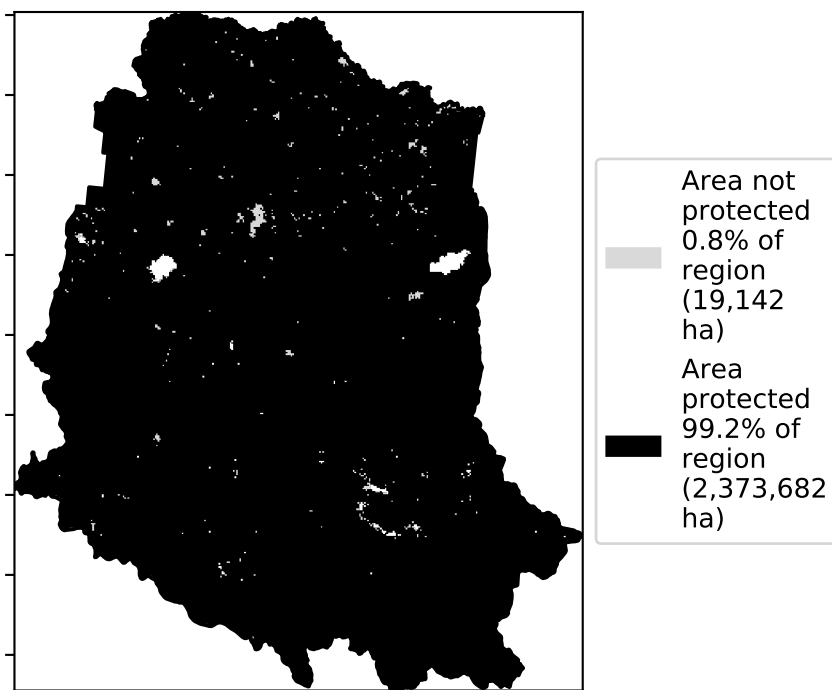 Area not
protected
0.8% of
region
(19,142
ha)
Area
protected
99.2% of
region
(2,373,682
ha)